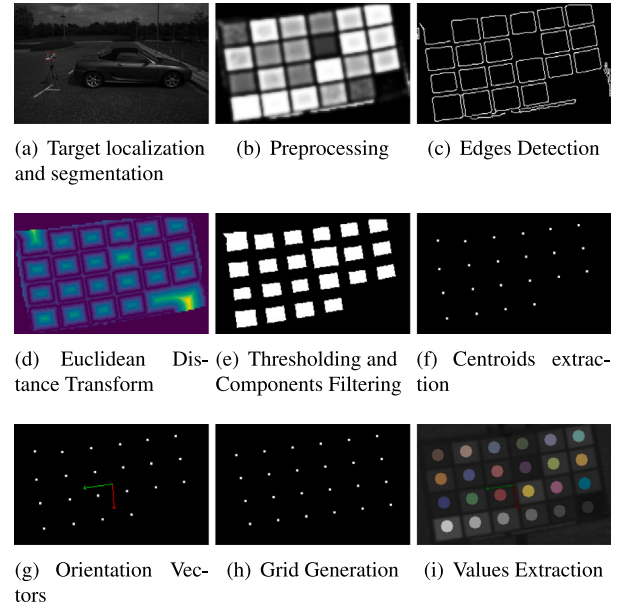 (a) Target localization
and segmentation
(b) Preprocessing
(c) Edges Detection
(d) Euclidean Dis-
tance Transform
(e) Thresholding and
Components Filtering
(f) Centroids extrac-
tion
(g) Orientation Vec-
tors
(h) Grid Generation
(i) Values Extraction